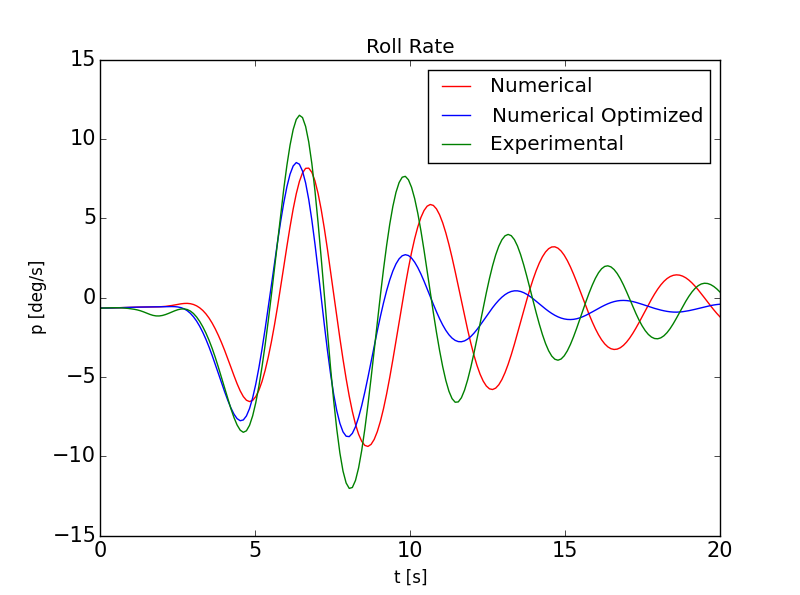 Roll Rate
Numerical
Numerical Optimized
Experimental
15
10
5
0
−5
−10
−15
p [deg/s]
0 5 10 15 20
t [s]